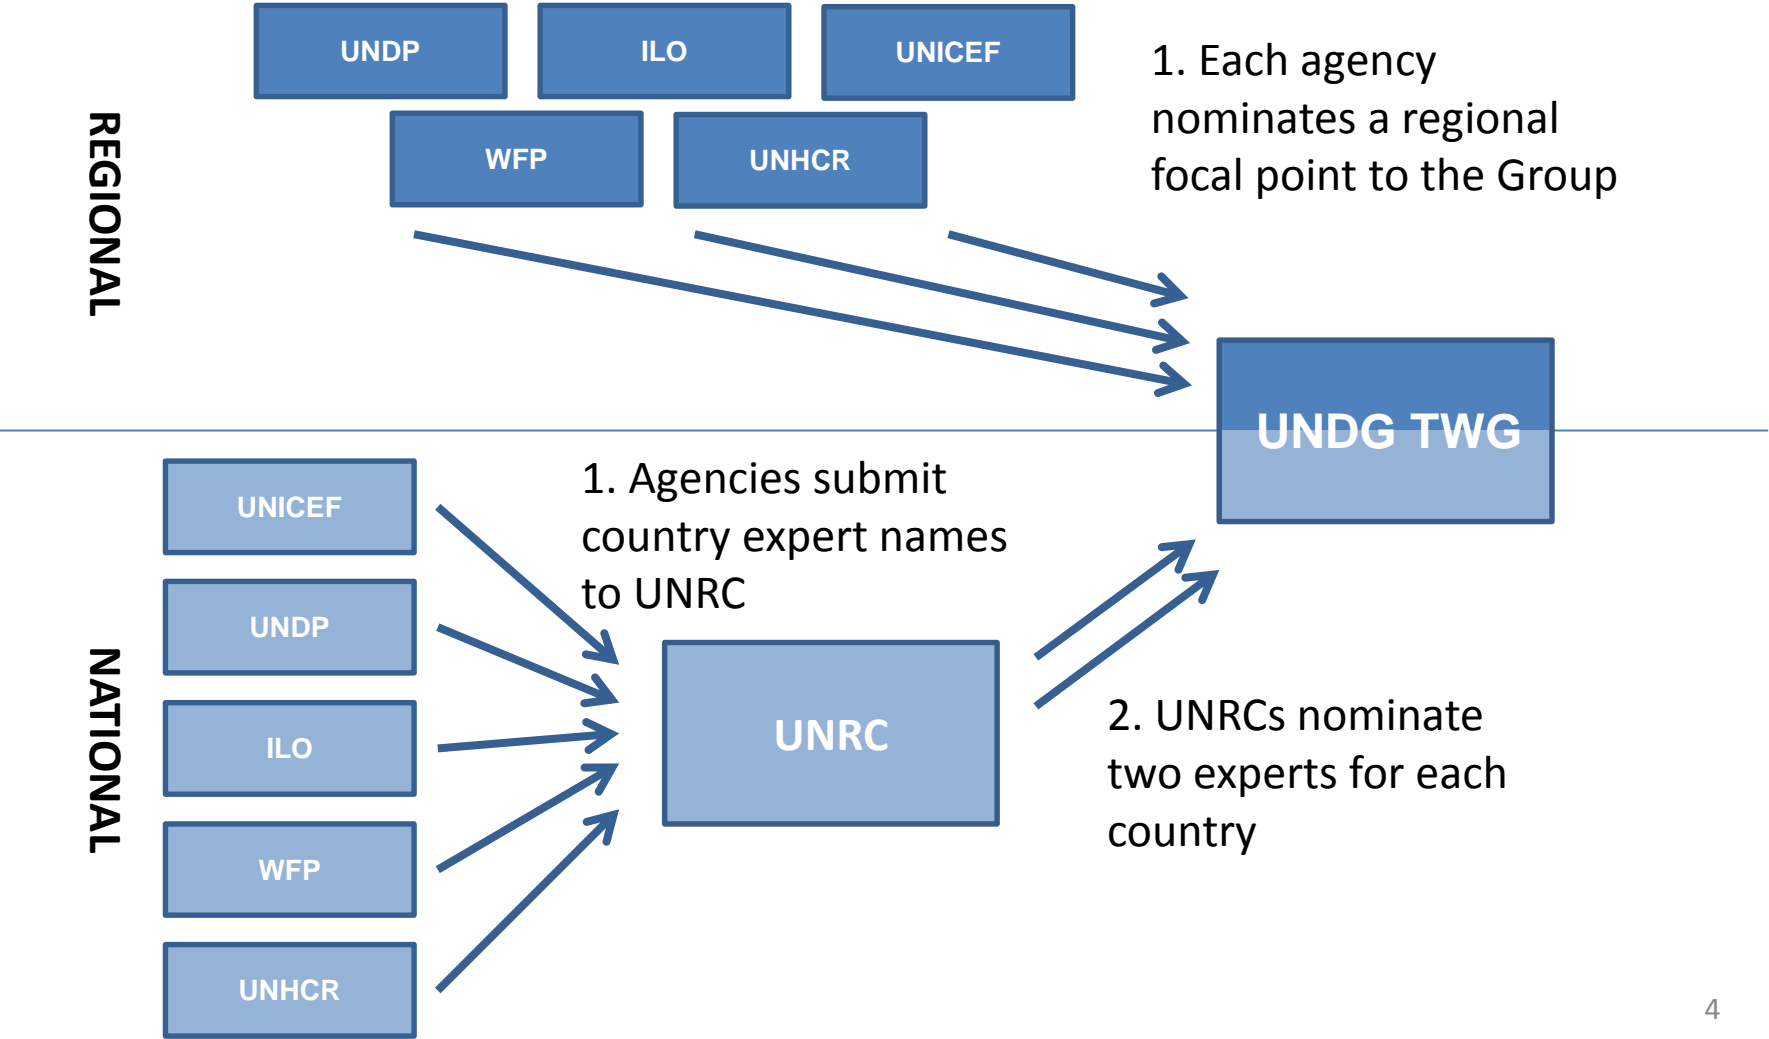 REGIONAL
UNDP
ILO
UNICEF
WFP
UNHCR
1. Each agency
nominates a regional
focal point to the Group
UNDG TWG
NATIONAL
UNICEF
UNDP
ILO
WFP
UNHCR
1. Agencies submit
country expert names
to UNRC
UNRC
2. UNRCs nominate
two experts for each
country
4